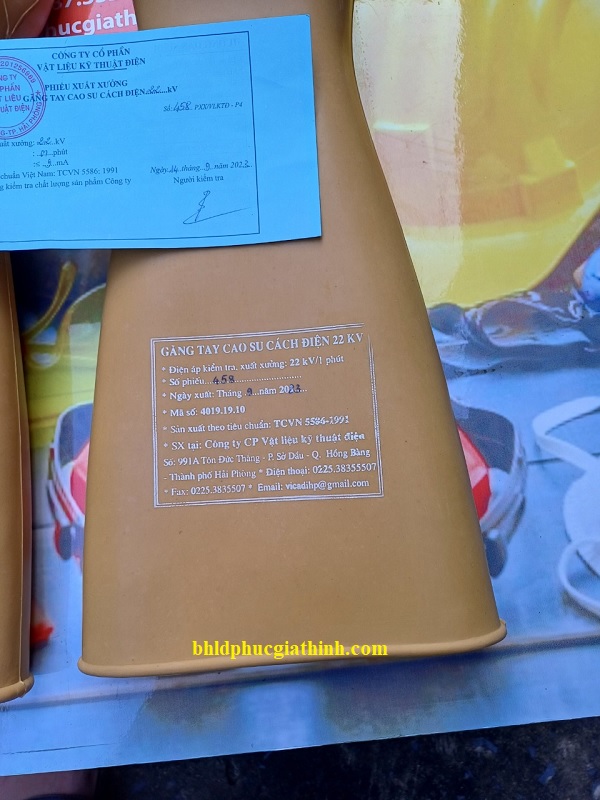 ucgiath
CÔNG TY CỔ PHẦN
VẬT LIỆU KỸ THUẬT ĐIỆN
PHIẾU XUẤT XƯỞNG
GĂNG TAY CAO SU CÁCH ĐIỆN 22 kV
Số: 458 PXX/VLKTĐ - P4
uất xưởng: 22 kV
: 01 phút
:< 9 mA
chuẩn Việt Nam: TCVN 5586: 1991
g kiểm tra chất lượng sản phẩm Công ty
Ngày 14 tháng 9 năm 2023
Người kiểm tra
GĂNG TAY CAO SU CÁCH ĐIỆN 22 KV
* Điện áp kiểm tra, xuất xưởng: 22 kV/1 phút
* Số phiếu...458...
* Ngày xuất: Tháng 9 năm 2023...
* Mã số: 4019.19.10
* Sản xuất theo tiêu chuẩn: TCVN 5586-1991
* SX tại: Công ty CP Vật liệu kỹ thuật điện
Số: 991A Tôn Đức Thắng - P. Sở Dầu - Q. Hồng Bàng
- Thành phố Hải Phòng * Điện thoại: 0225.38355507
* Fax: 0225.3835507 * Email: vicadihp@gmail.com
bhldphucgiathinh.com